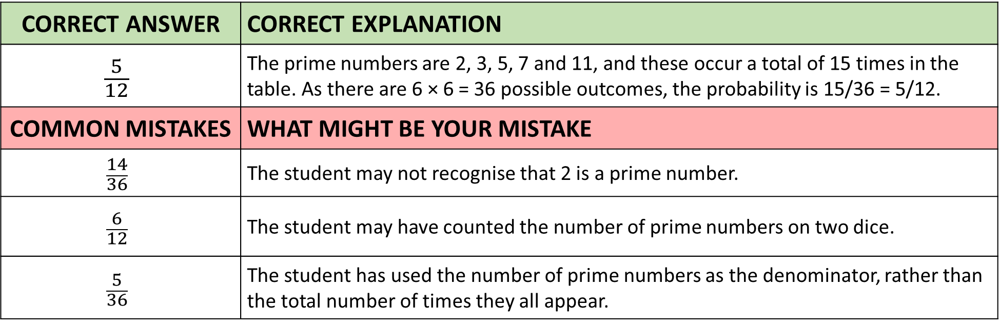 CORRECT ANSWER
CORRECT EXPLANATION
5
12
The prime numbers are 2, 3, 5, 7 and 11, and these occur a total of 15 times in the
table. As there are 6 × 6 = 36 possible outcomes, the probability is 15/36 = 5/12.
COMMON MISTAKES
WHAT MIGHT BE YOUR MISTAKE
14
36
The student may not recognise that 2 is a prime number.
6
12
The student may have counted the number of prime numbers on two dice.
5
36
The student has used the number of prime numbers as the denominator, rather than
the total number of times they all appear.